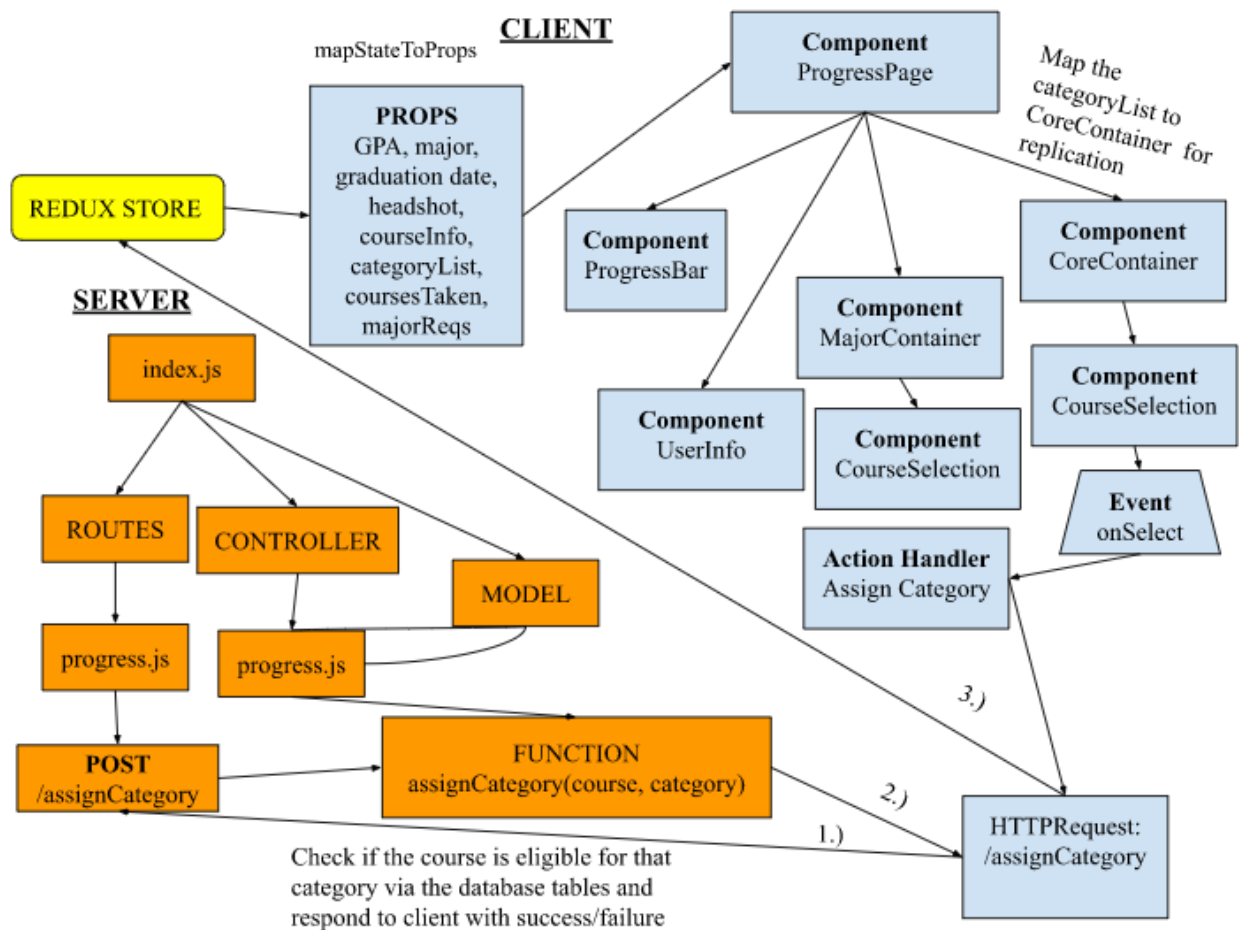 CLIENT
mapStateToProps
Component
ProgressPage
Map the
categoryList to
CoreContainer for
replication
PROPS
GPA, major,
graduation date,
headshot,
courseInfo,
categoryList,
coursesTaken,
majorReqs
REDUX STORE
Component
ProgressBar
Component
CoreContainer
SERVER
index.js
Component
MajorContainer
Component
CourseSelection
Component
UserInfo
Component
CourseSelection
Event
onSelect
ROUTES
CONTROLLER
MODEL
Action Handler
Assign Category
progress.js
progress.js
3.)
POST
/assignCategory
FUNCTION
assignCategory(course, category)
2.)
1.)
HTTPRequest:
/assignCategory
Check if the course is eligible for that
category via the database tables and
respond to client with success/failure